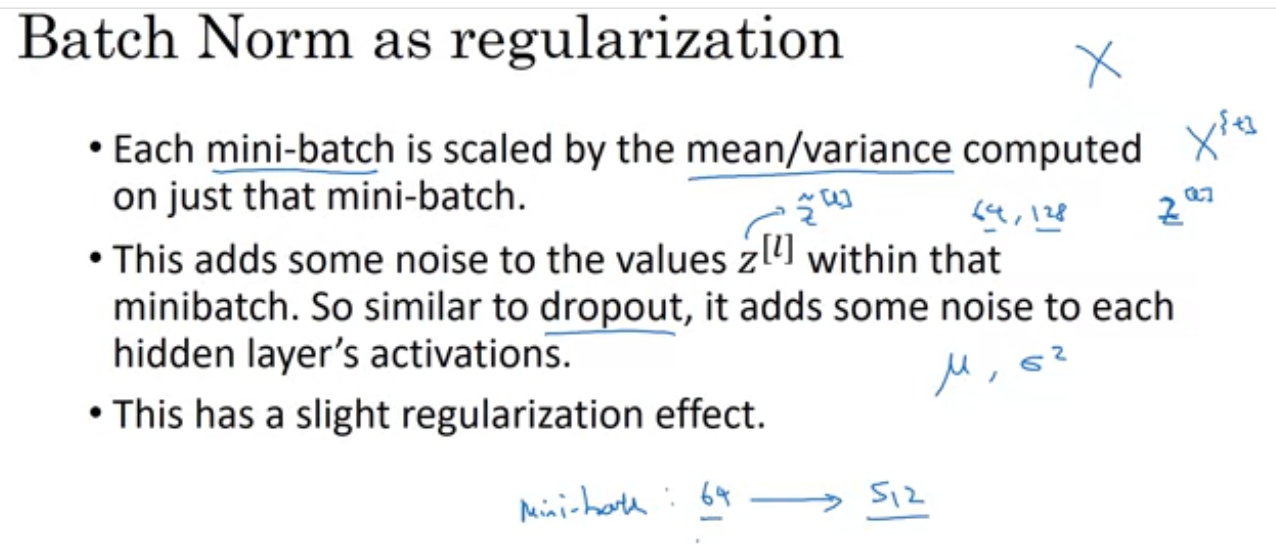 Batch Norm as regularization
X
• Each mini-batch is scaled by the mean/variance computed
X^{t}
on just that mini-batch.
z̃^[l]
64, 128
z^[l]
• This adds some noise to the values z^[l] within that
minibatch. So similar to dropout, it adds some noise to each
hidden layer's activations.
μ, σ²
• This has a slight regularization effect.
mini-batch : 64 ⟶ 512